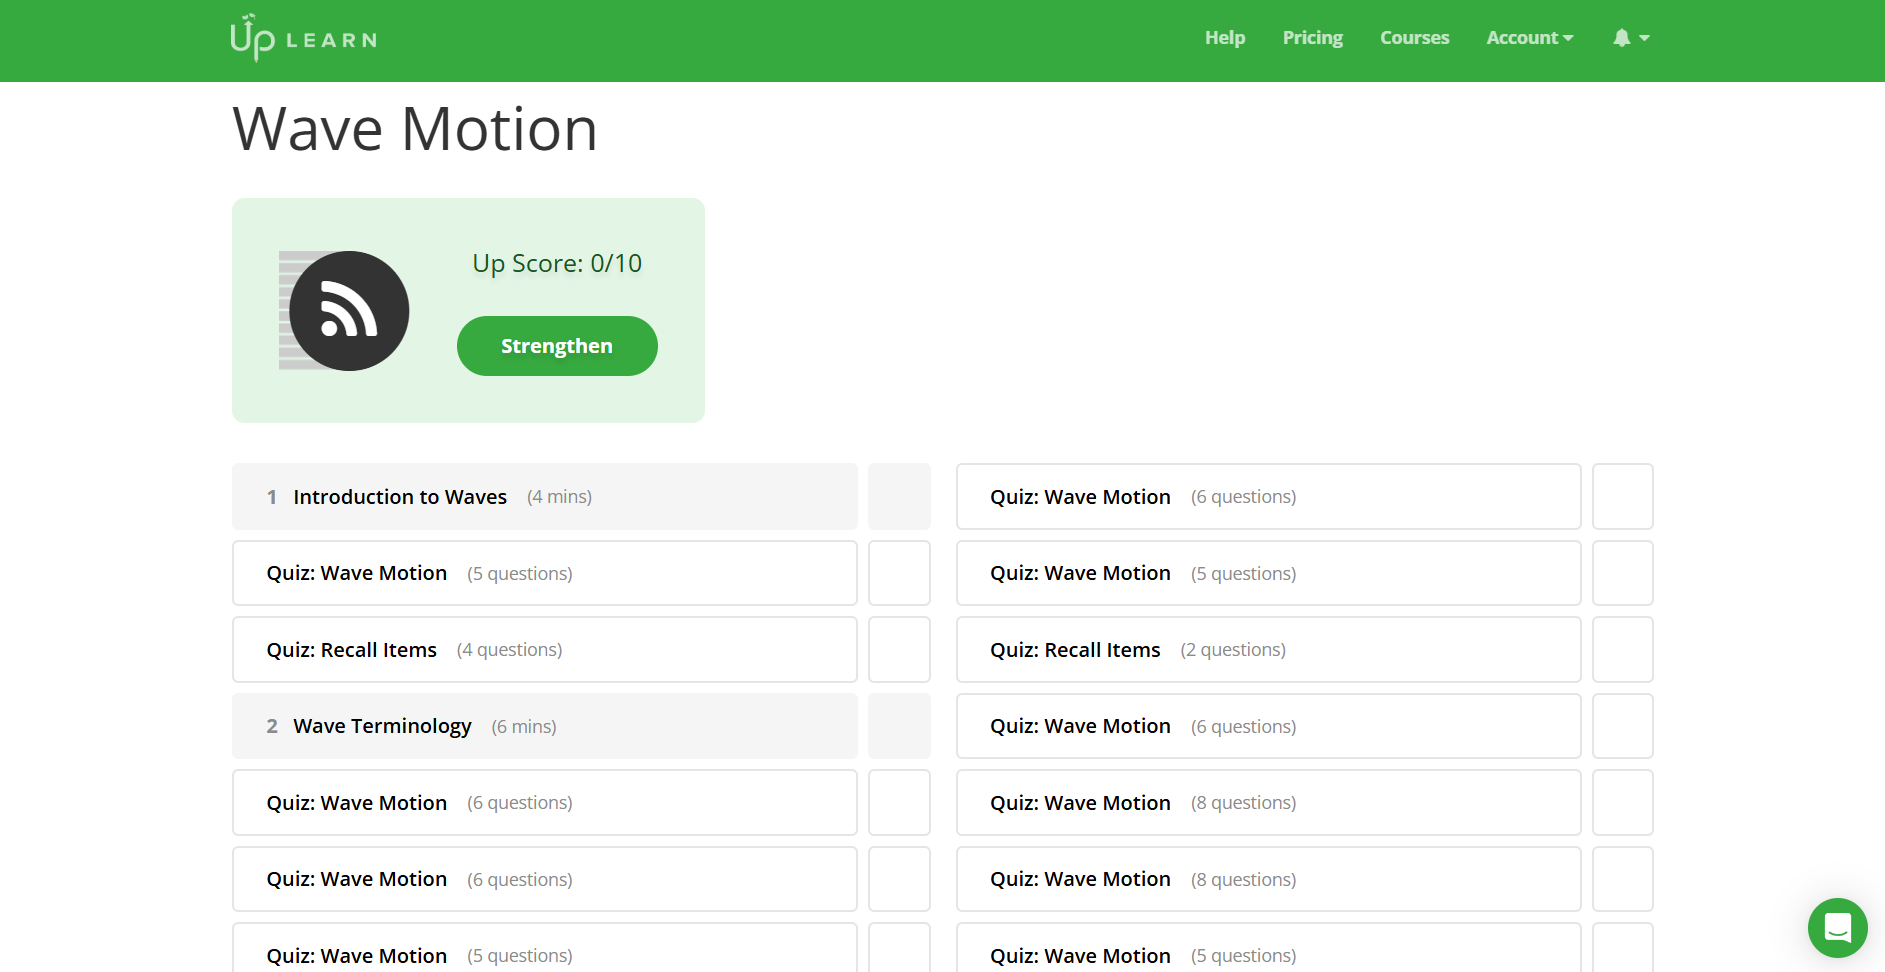 Up LEARN
Help Pricing Courses Account
Wave Motion
Up Score: 0/10
Strengthen
1 Introduction to Waves (4 mins)
Quiz: Wave Motion (5 questions)
Quiz: Recall Items (4 questions)
2 Wave Terminology (6 mins)
Quiz: Wave Motion (6 questions)
Quiz: Wave Motion (6 questions)
Quiz: Wave Motion (5 questions)
Quiz: Wave Motion (6 questions)
Quiz: Wave Motion (5 questions)
Quiz: Recall Items (2 questions)
Quiz: Wave Motion (6 questions)
Quiz: Wave Motion (8 questions)
Quiz: Wave Motion (8 questions)
Quiz: Wave Motion (5 questions)